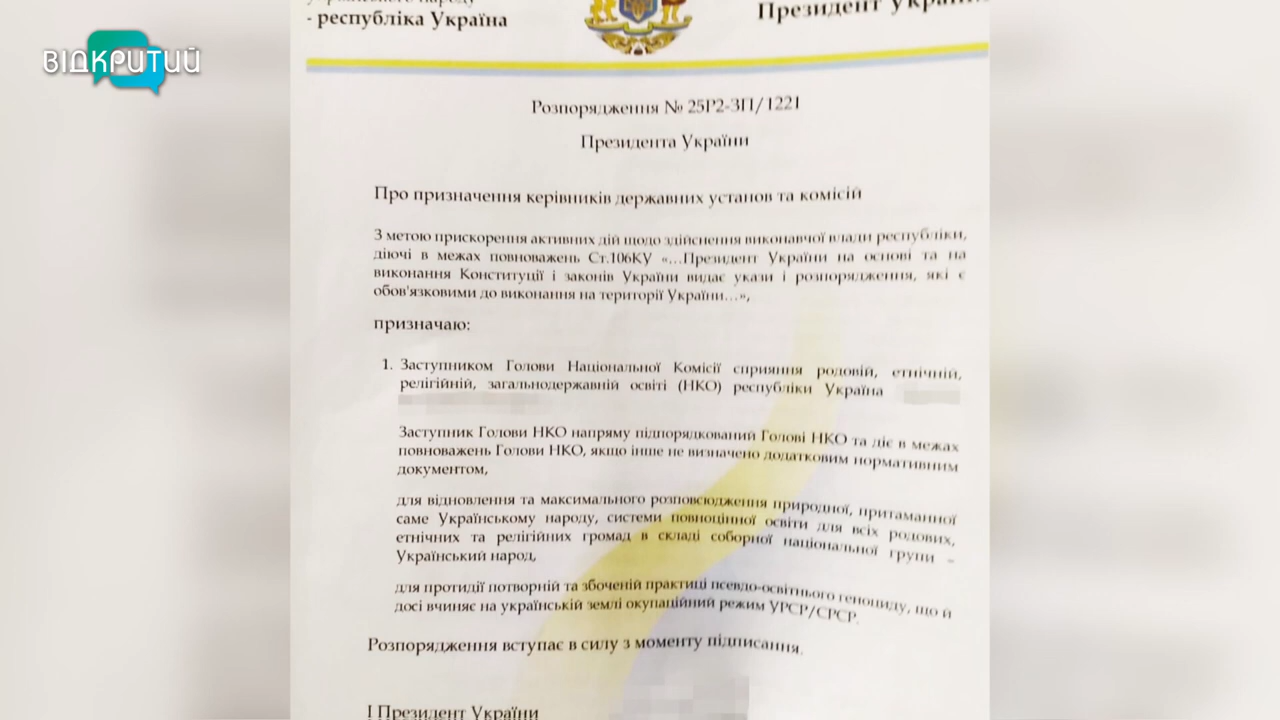 ВІДКРИТИЙ
- республіка Україна
Президент України
Розпорядження № 25Р2-ЗП/1221
Президента України
Про призначення керівників державних установ та комісій
З метою прискорення активних дій щодо здійснення виконавчої влади республіки,
діючі в межах повноважень Ст.106КУ «…Президент України на основі та на
виконання Конституції і законів України видає укази і розпорядження, які є
обов'язковими до виконання на території України…»,
призначаю:
1. Заступником Голови Національної Комісії сприяння родовій, етнічній,
релігійній, загальнодержавній освіті (НКО) республіки Україна
Заступник Голови НКО напряму підпорядкований Голові НКО та діє в межах
повноважень Голови НКО, якщо інше не визначено додатковим нормативним
документом,
для відновлення та максимального розповсюдження природної, притаманної
саме Українському народу, системи повноцінної освіти для всіх родових,
етнічних та релігійних громад в складі соборної національної групи –
Український народ,
для протидії потворній та збоченій практиці псевдо-освітнього геноциду, що й
досі вчиняє на українській землі окупаційний режим УРСР/СРСР.
Розпорядження вступає в силу з моменту підписання.
І Президент України